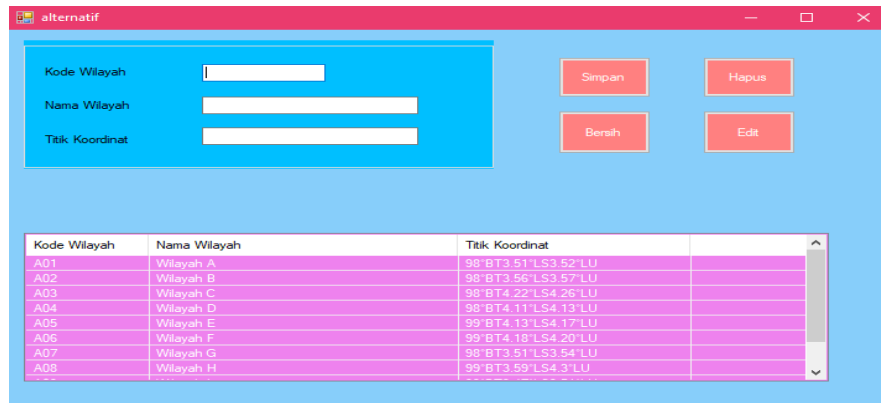 alternatif
Kode Wilayah
Nama Wilayah
Titik Koordinat
Simpan Hapus
Bersih Edit
Kode Wilayah Nama Wilayah Titik Koordinat
A01 Wilayah A 98"BT3.51"LS3.52"LU
A02 Wilayah B 98"BT3.56"LS3.57"LU
A03 Wilayah C 98"BT4.22"LS4.26"LU
A04 Wilayah D 98"BT4.11"LS4.13"LU
A05 Wilayah E 99"BT4.13"LS4.17"LU
A06 Wilayah F 99"BT4.18"LS4.20"LU
A07 Wilayah G 98"BT3.51"LS3.54"LU
A08 Wilayah H 99"BT3.59"LS4.3"LU